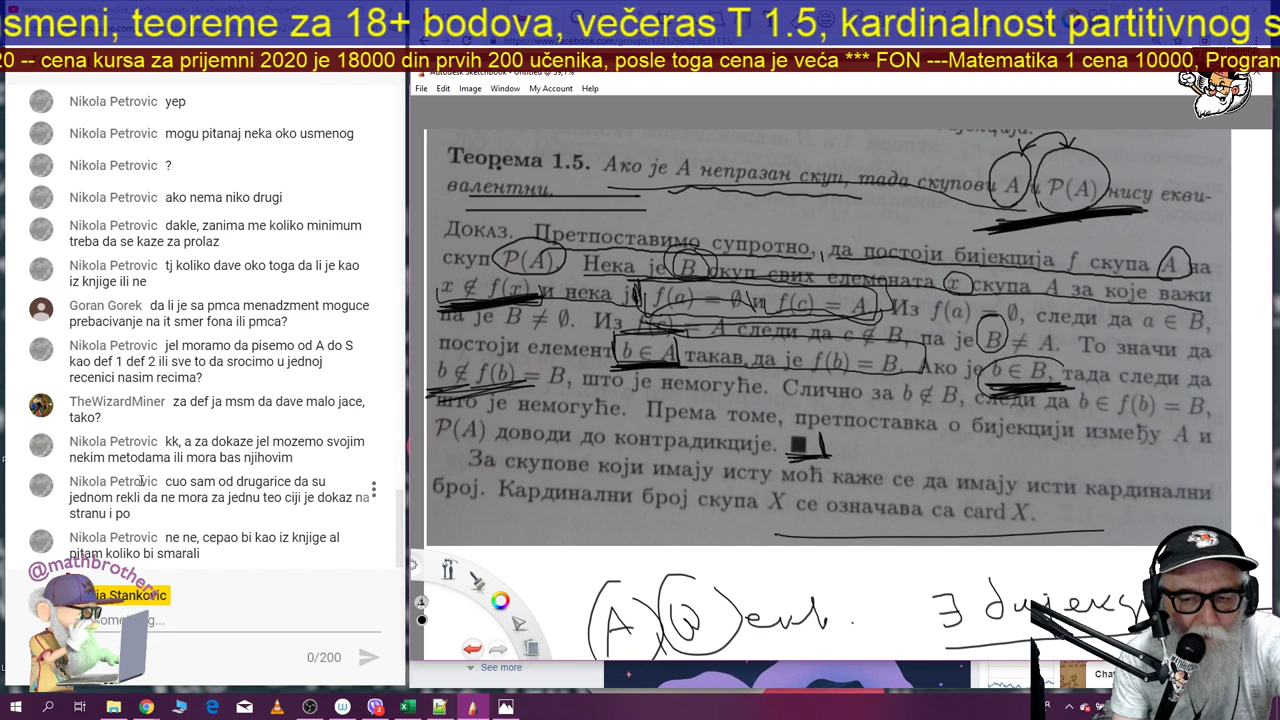 smeni, teoreme za 18+ bodova, večeras T 1.5, kardinalnost partitivnog s
20 -- cena kursa za prijemni 2020 je 18000 din prvih 200 učenika, posle toga cena je veća *** FON ---Matematika 1 cena 10000, Program
File Edit Image Window My Account Help
Nikola Petrovic yep
Nikola Petrovic mogu pitanaj neka oko usmenog
Nikola Petrovic ?
Nikola Petrovic ako nema niko drugi
Nikola Petrovic dakle, zanima me koliko minimum
treba da se kaze za prolaz
Nikola Petrovic tj koliko dave oko toga da li je kao
iz knjige ili ne
Goran Gorek da li je sa pmca menadzment moguce
prebacivanje na it smer fona ili pmca?
Nikola Petrovic jel moramo da pisemo od A do S
kao def 1 def 2 ili sve to da srocimo u jednoj
recenici nasim recima?
TheWizardMiner za def ja msm da dave malo jace,
tako?
Nikola Petrovic kk, a za dokaze jel mozemo svojim
nekim metodama ili mora bas njihovim
Nikola Petrovic cuo sam od drugarice da su
jednom rekli da ne mora za jednu teo ciji je dokaz na
stranu i po
Nikola Petrovic ne ne, cepao bi kao iz knjige al
pitam koliko bi smarali
@mathbrothers
Stankovic
0/200
Теорема 1.5. Ако је A непразан скуп, тада скупови A и P(A) нису екви-
валентни.
Доказ. Претпоставимо супротно, да постоји бијекција f скупа A на
скуп P(A). Нека је B скуп свих елемената x скупа A за које важи
x ∉ f(x) и нека је f(a) = ∅ и f(c) = A. Из f(a) = ∅, следи да a ∈ B,
па је B ≠ ∅. Из f(c) = A следи да c ∉ B, па је B ≠ A. То значи да
постоји елемент b ∈ A такав да је f(b) = B. Ако је b ∈ B, тада следи да
b ∉ f(b) = B, што је немогуће. Слично за b ∉ B, следи да b ∈ f(b) = B,
што је немогуће. Према томе, претпоставка о бијекцији између A и
P(A) доводи до контрадикције. ■
За скупове који имају исту моћ каже се да имају исти кардинални
број. Кардинални број скупа X се означава са card X.
A, B екв. ∃ бијекц
See more
Chat